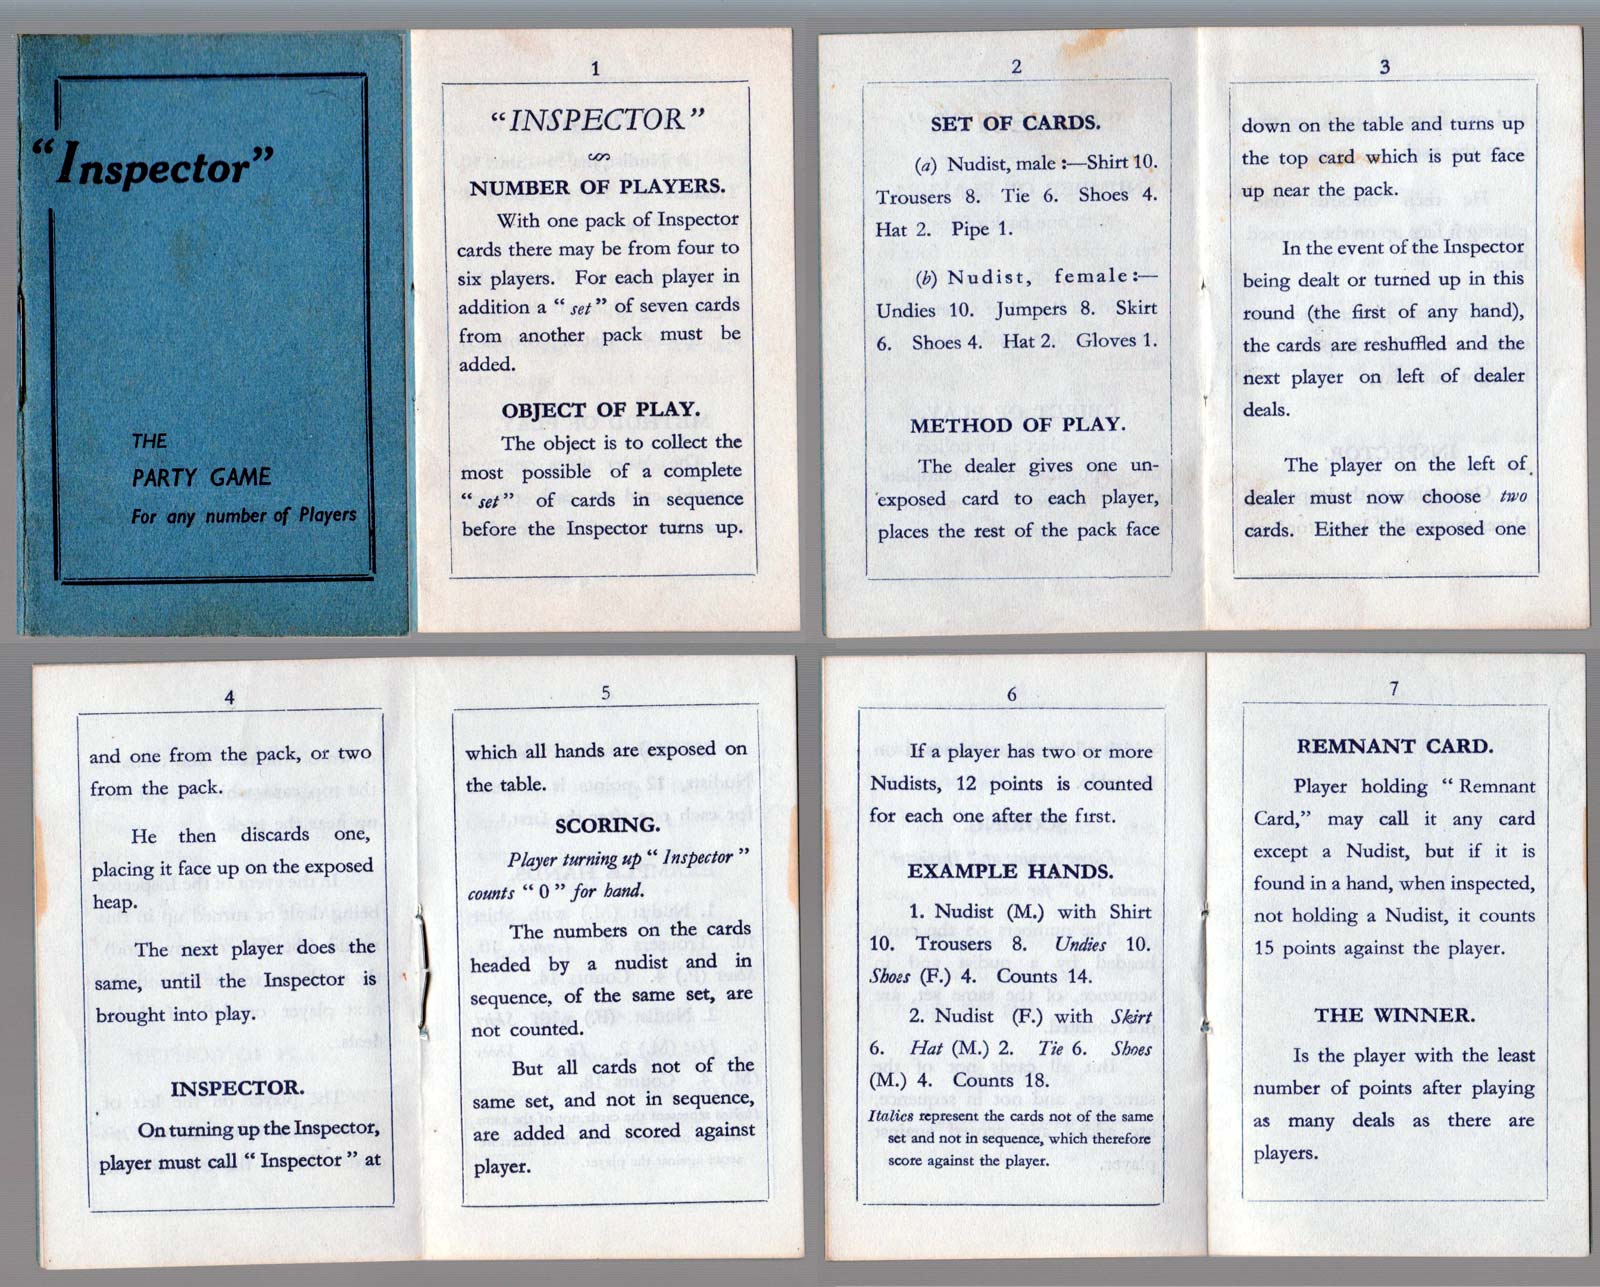 "Inspector"
THE
PARTY GAME
For any number of Players
1
"INSPECTOR"
NUMBER OF PLAYERS.
With one pack of Inspector
cards there may be from four to
six players. For each player in
addition a " set " of seven cards
from another pack must be
added.
OBJECT OF PLAY.
The object is to collect the
most possible of a complete
" set " of cards in sequence
before the Inspector turns up.
2
SET OF CARDS.
(a) Nudist, male :—Shirt 10.
Trousers 8. Tie 6. Shoes 4.
Hat 2. Pipe 1.
(b) Nudist, female :—
Undies 10. Jumpers 8. Skirt
6. Shoes 4. Hat 2. Gloves 1.
METHOD OF PLAY.
The dealer gives one un-
exposed card to each player,
places the rest of the pack face
3
down on the table and turns up
the top card which is put face
up near the pack.
In the event of the Inspector
being dealt or turned up in this
round (the first of any hand),
the cards are reshuffled and the
next player on left of dealer
deals.
The player on the left of
dealer must now choose two
cards. Either the exposed one
4
and one from the pack, or two
from the pack.
He then discards one,
placing it face up on the exposed
heap.
The next player does the
same, until the Inspector is
brought into play.
INSPECTOR.
On turning up the Inspector,
player must call " Inspector " at
5
which all hands are exposed on
the table.
SCORING.
Player turning up " Inspector "
counts " 0 " for hand.
The numbers on the cards
headed by a nudist and in
sequence, of the same set, are
not counted.
But all cards not of the
same set, and not in sequence,
are added and scored against
player.
6
If a player has two or more
Nudists, 12 points is counted
for each one after the first.
EXAMPLE HANDS.
1. Nudist (M.) with Shirt
10. Trousers 8. Undies 10.
Shoes (F.) 4. Counts 14.
2. Nudist (F.) with Skirt
6. Hat (M.) 2. Tie 6. Shoes
(M.) 4. Counts 18.
Italics represent the cards not of the same
set and not in sequence, which therefore
score against the player.
7
REMNANT CARD.
Player holding " Remnant
Card," may call it any card
except a Nudist, but if it is
found in a hand, when inspected,
not holding a Nudist, it counts
15 points against the player.
THE WINNER.
Is the player with the least
number of points after playing
as many deals as there are
players.